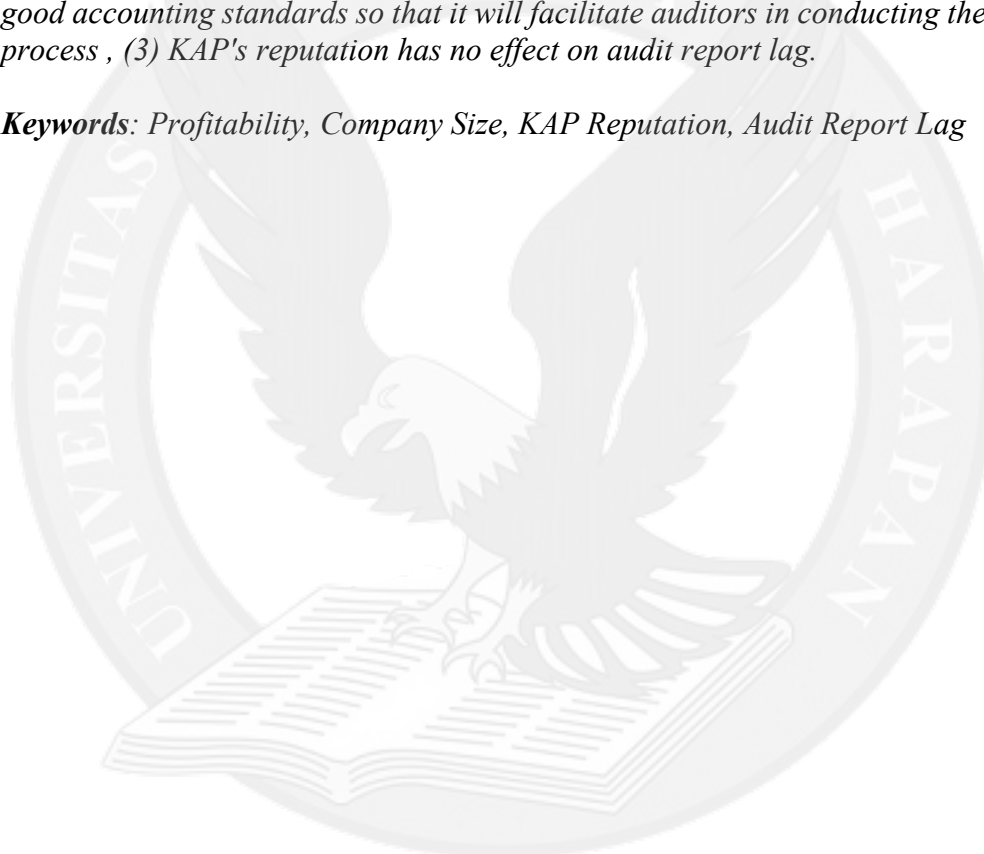 good accounting standards so that it will facilitate auditors in conducting the
process , (3) KAP's reputation has no effect on audit report lag.
Keywords: Profitability, Company Size, KAP Reputation, Audit Report Lag
UNIVERSITAS
HARAPAN